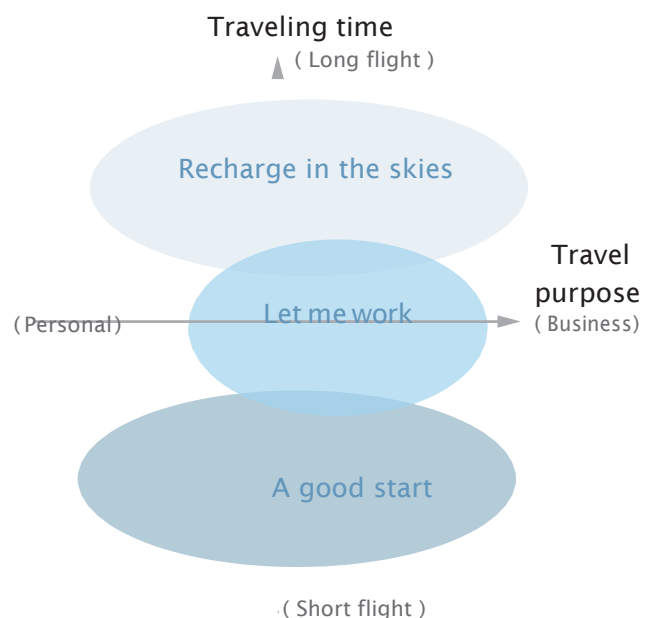 Traveling time
( Long flight )
Recharge in the skies
Travel
purpose
Let me work
(Personal)
( Business)
A good start
( Short flight )